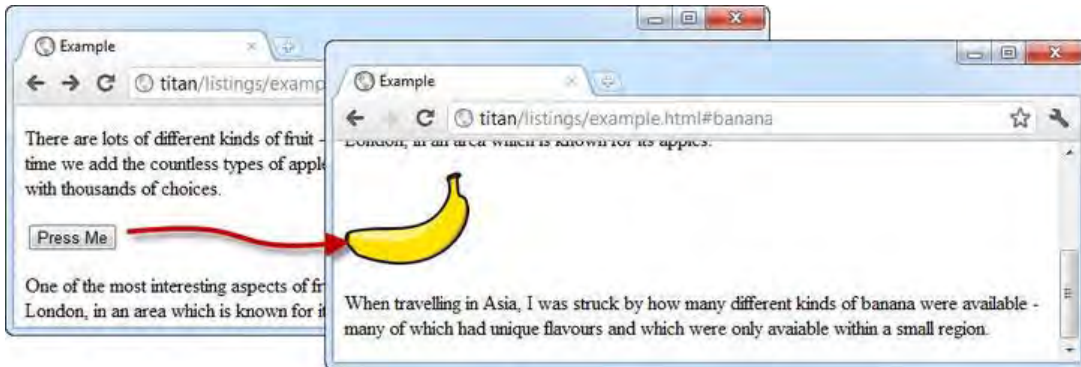 Example
titan/listings/examp
There are lots of different kinds of fruit -
time we add the countless types of apple
with thousands of choices.
Press Me
One of the most interesting aspects of fr
London, in an area which is known for it
Example
titan/listings/example.html#banana
London, in an area which is known for its apples.
When travelling in Asia, I was struck by how many different kinds of banana were available -
many of which had unique flavours and which were only avaiable within a small region.